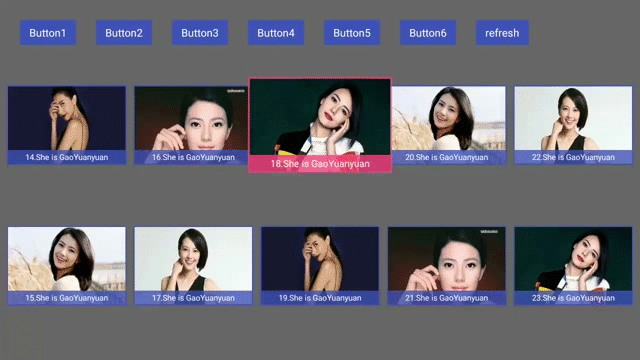 Button1
Button2
Button3
Button4
Button5
Button6
refresh
14.She is GaoYuanyuan
16.She is GaoYuanyuan
18.She is GaoYuanyuan
20.She is GaoYuanyuan
22.She is GaoYuanyuan
15.She is GaoYuanyuan
17.She is GaoYuanyuan
19.She is GaoYuanyuan
21.She is GaoYuanyuan
23.She is GaoYuanyuan